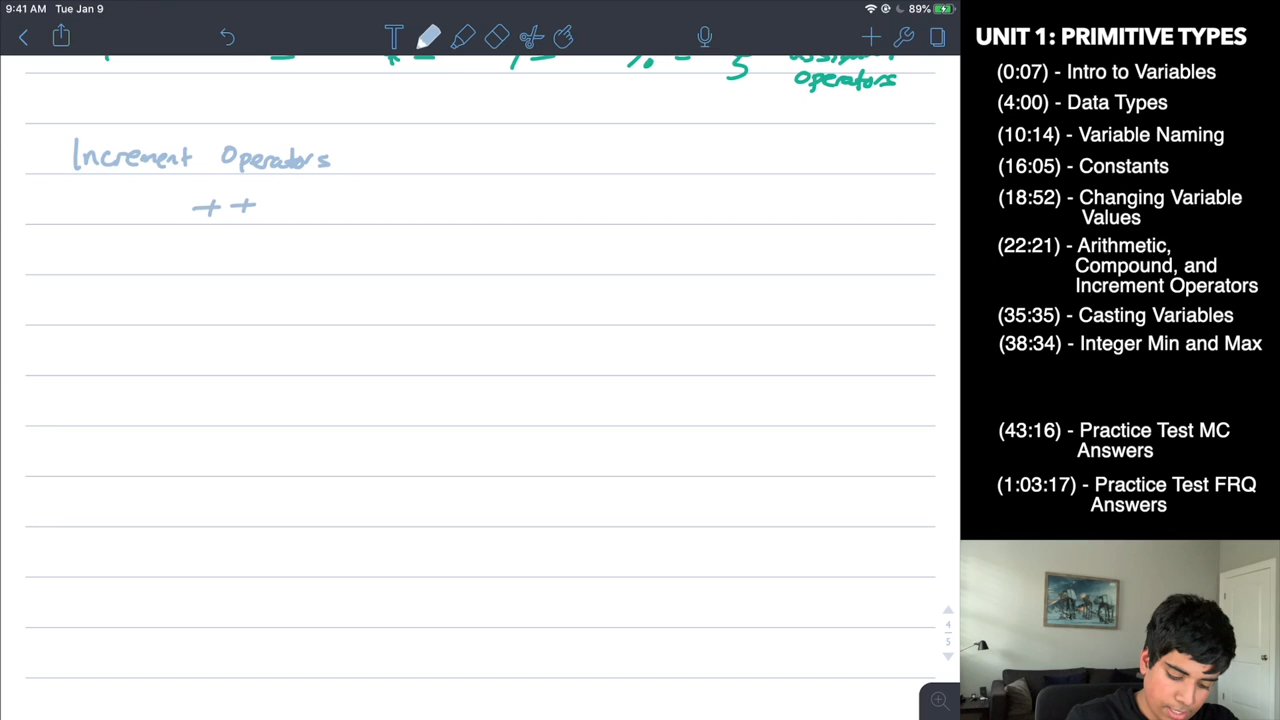 9:41 AM Tue Jan 9
89%
= *= /= %=
Operators
Increment Operators
++
4
5
UNIT 1: PRIMITIVE TYPES
(0:07) - Intro to Variables
(4:00) - Data Types
(10:14) - Variable Naming
(16:05) - Constants
(18:52) - Changing Variable
Values
(22:21) - Arithmetic,
Compound, and
Increment Operators
(35:35) - Casting Variables
(38:34) - Integer Min and Max
(43:16) - Practice Test MC
Answers
(1:03:17) - Practice Test FRQ
Answers